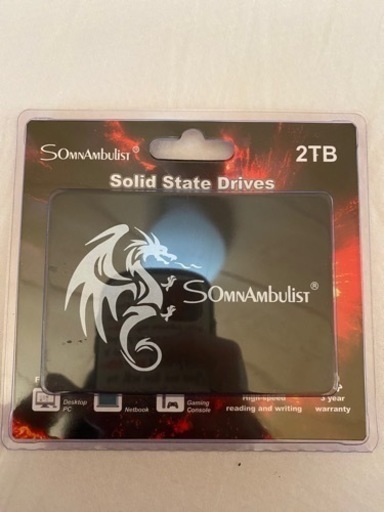 SOMNAMBULIST®
2TB
Solid State Drives
SOMNAMBULIST®
F
Desktop
PC
Netbook
Gaming
Console
High-speed
reading and writing
3 year
warranty